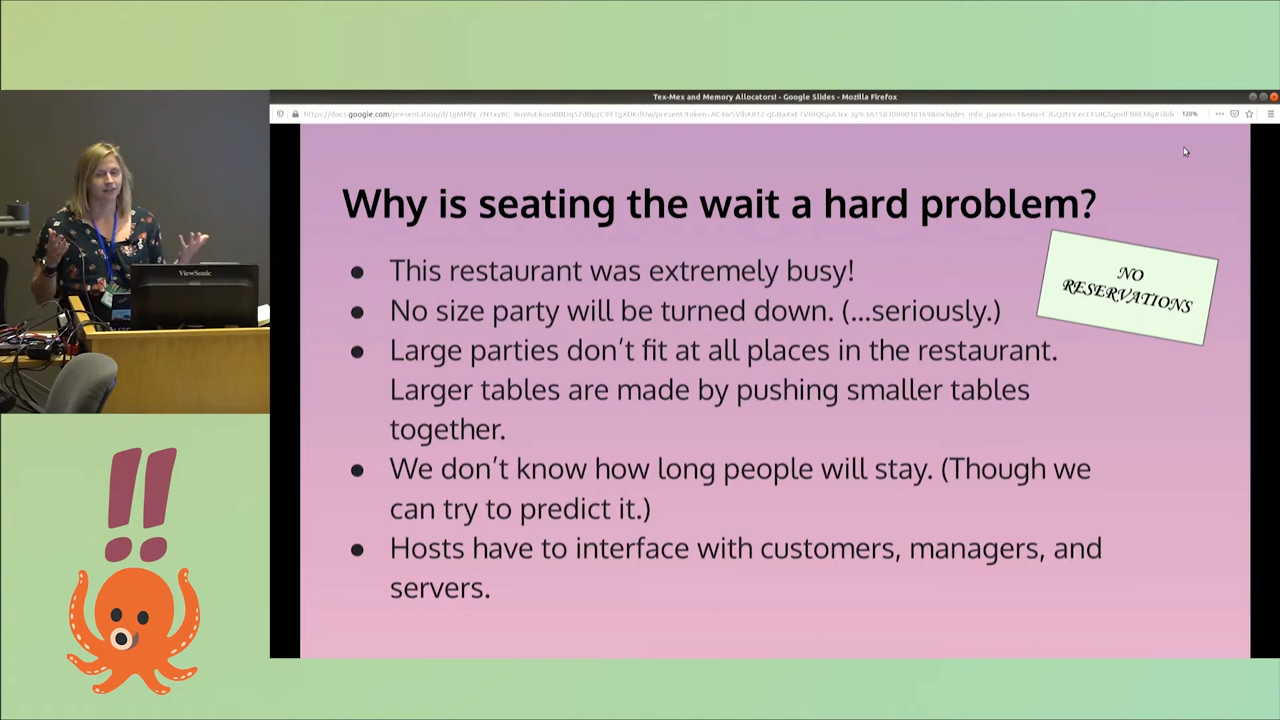 Tex-Mex and Memory Allocators! - Google Slides - Mozilla Firefox
120%
Why is seating the wait a hard problem?
NO
RESERVATIONS
● This restaurant was extremely busy!
● No size party will be turned down. (...seriously.)
● Large parties don't fit at all places in the restaurant.
Larger tables are made by pushing smaller tables
together.
● We don't know how long people will stay. (Though we
can try to predict it.)
● Hosts have to interface with customers, managers, and
servers.
ViewSonic
!!